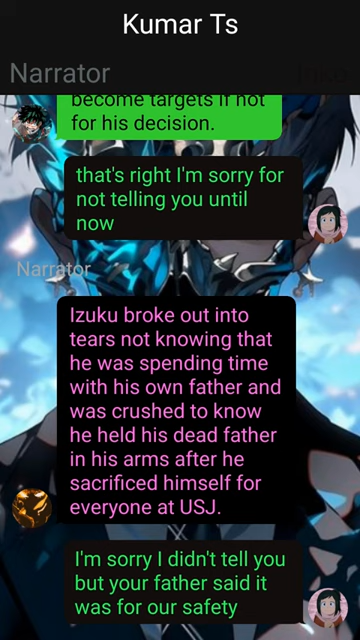 Kumar Ts
Narrator
become targets if not
for his decision.
that's right I'm sorry for
not telling you until
now
Narrator
Izuku broke out into
tears not knowing that
he was spending time
with his own father and
was crushed to know
he held his dead father
in his arms after he
sacrificed himself for
everyone at USJ.
I'm sorry I didn't tell you
but your father said it
was for our safety